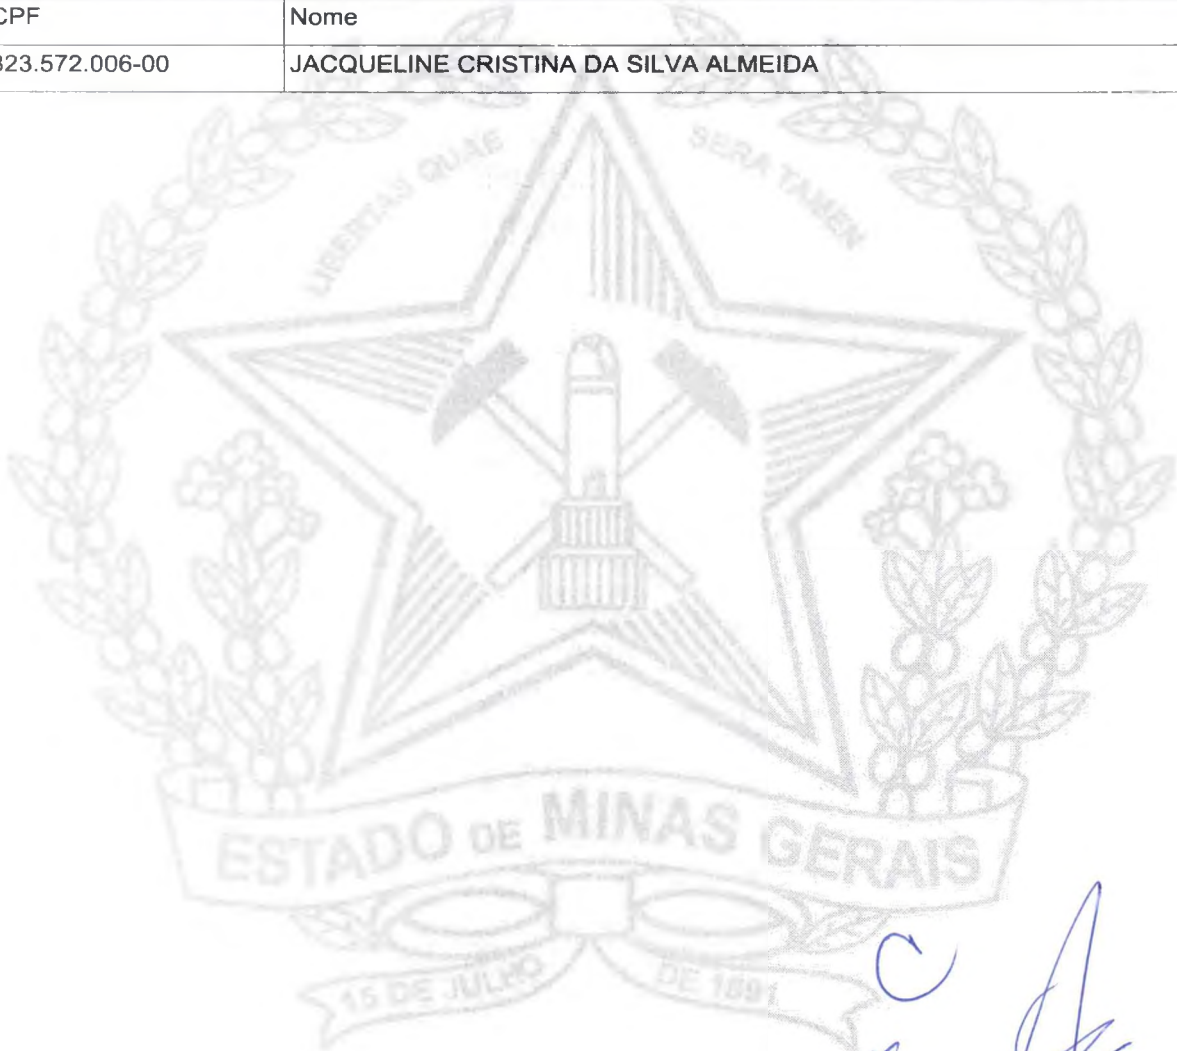 CPF Nome
323.572.006-00 JACQUELINE CRISTINA DA SILVA ALMEIDA
LIBERTAS QUAE SERA TAMEN
ESTADO DE MINAS GERAIS
15 DE JULHO DE 1891